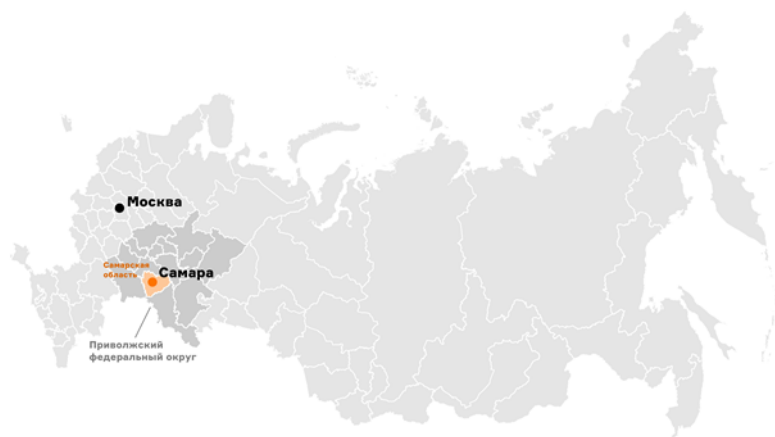 Москва
Самарская
область
Самара
Приволжский
федеральный округ